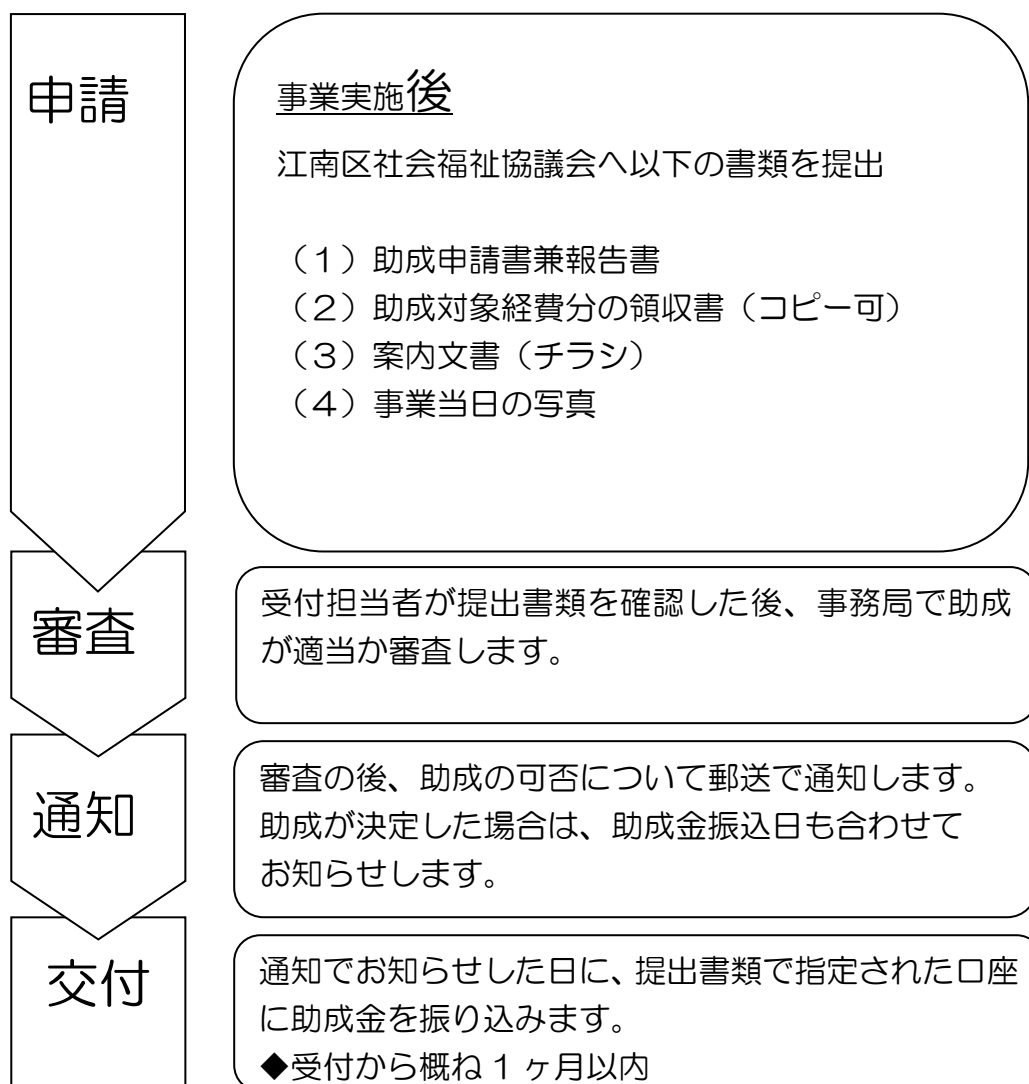 申請
事業実施後
江南区社会福祉協議会へ以下の書類を提出
（１）助成申請書兼報告書
（２）助成対象経費分の領収書（コピー可）
（３）案内文書（チラシ）
（４）事業当日の写真
審査
受付担当者が提出書類を確認した後、事務局で助成
が適当か審査します。
通知
審査の後、助成の可否について郵送で通知します。
助成が決定した場合は、助成金振込日も合わせて
お知らせします。
交付
通知でお知らせした日に、提出書類で指定された口座
に助成金を振り込みます。
◆受付から概ね 1 ヶ月以内